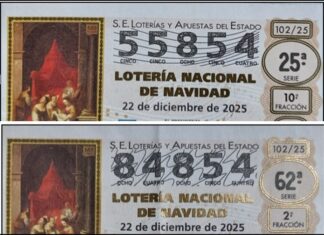 S.E. LOTERÍAS Y APUESTAS DEL ESTADO
102/25
55854
CINCO CINCO OCHO CINCO CUATRO
25ª
SERIE
LOTERÍA NACIONAL
DE NAVIDAD
22 de diciembre de 2025
10ª
FRACCIÓN
S.E. LOTERÍAS Y APUESTAS DEL ESTADO
102/25
84854
OCHO CUATRO OCHO CINCO CUATRO
62ª
SERIE
LOTERÍA NACIONAL
DE NAVIDAD
22 de diciembre de 2025
2ª
FRACCIÓN